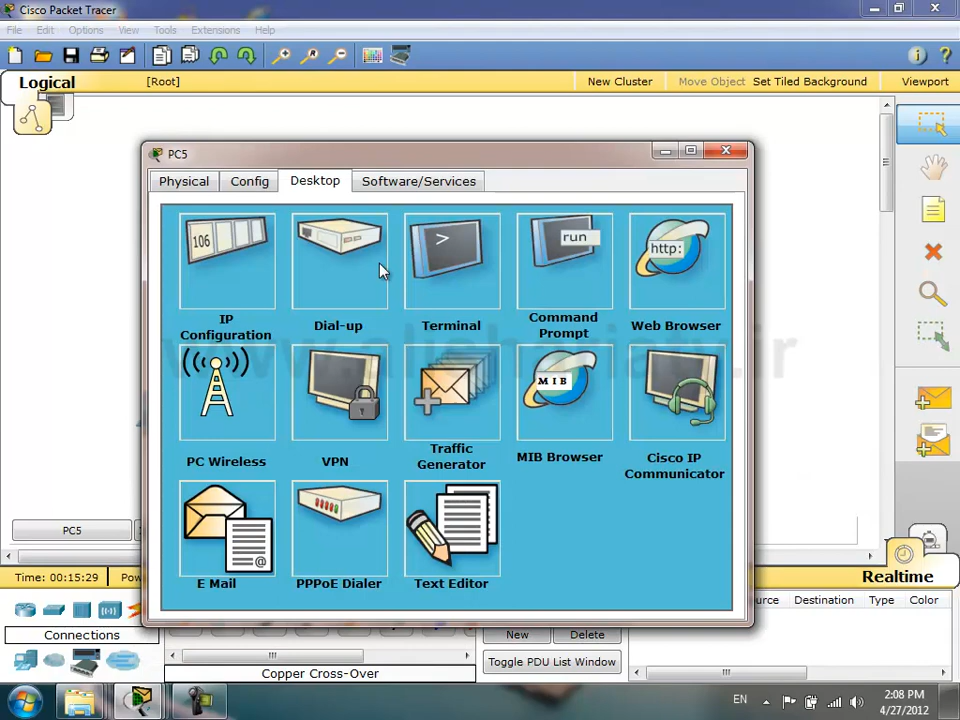 Cisco Packet Tracer
File Edit Options View Tools Extensions Help
Logical
[Root]
New Cluster
Move Object
Set Tiled Background
Viewport
PC5
Physical
Config
Desktop
Software/Services
106
>
run
http:
IP
Configuration
Dial-up
Terminal
Command
Prompt
Web Browser
MIB
PC Wireless
VPN
Traffic
Generator
MIB Browser
Cisco IP
Communicator
@
E Mail
PPPoE Dialer
Text Editor
PC5
Time: 00:15:29
Realtime
Destination Type Color
Connections
New
Delete
Toggle PDU List Window
Copper Cross-Over
EN
2:08 PM
4/27/2012